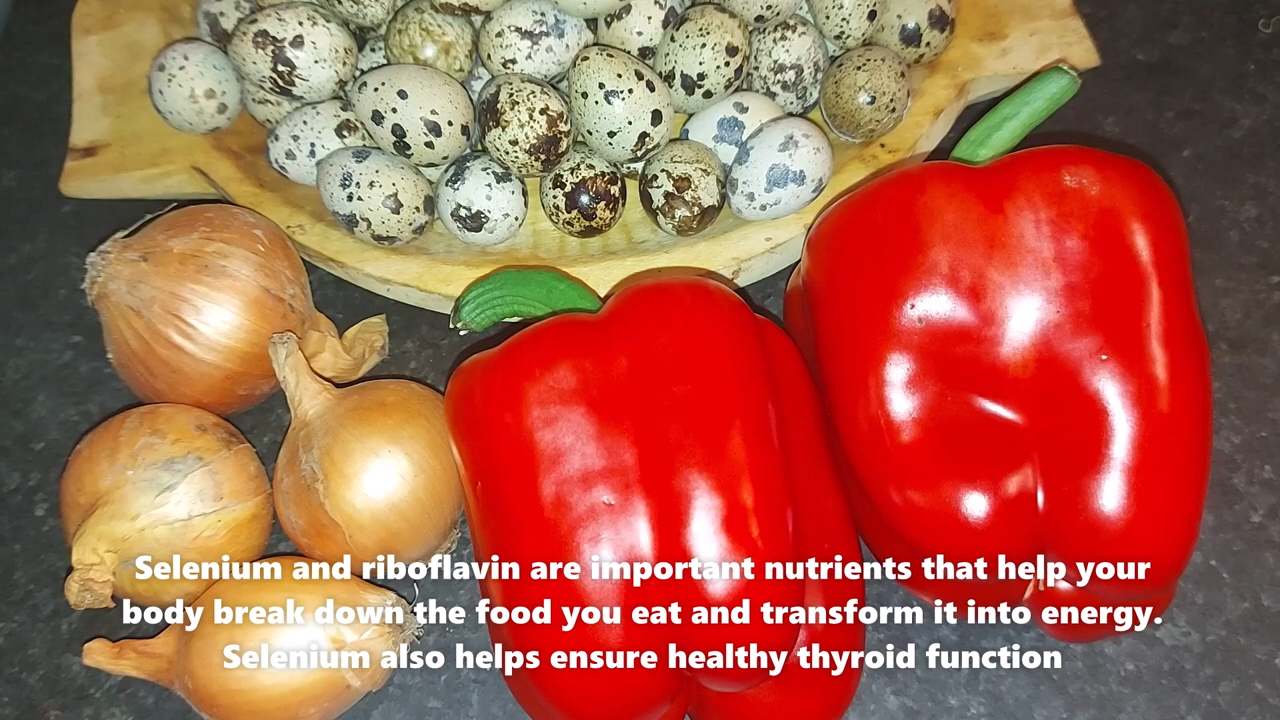 Selenium and riboflavin are important nutrients that help your
body break down the food you eat and transform it into energy.
Selenium also helps ensure healthy thyroid function